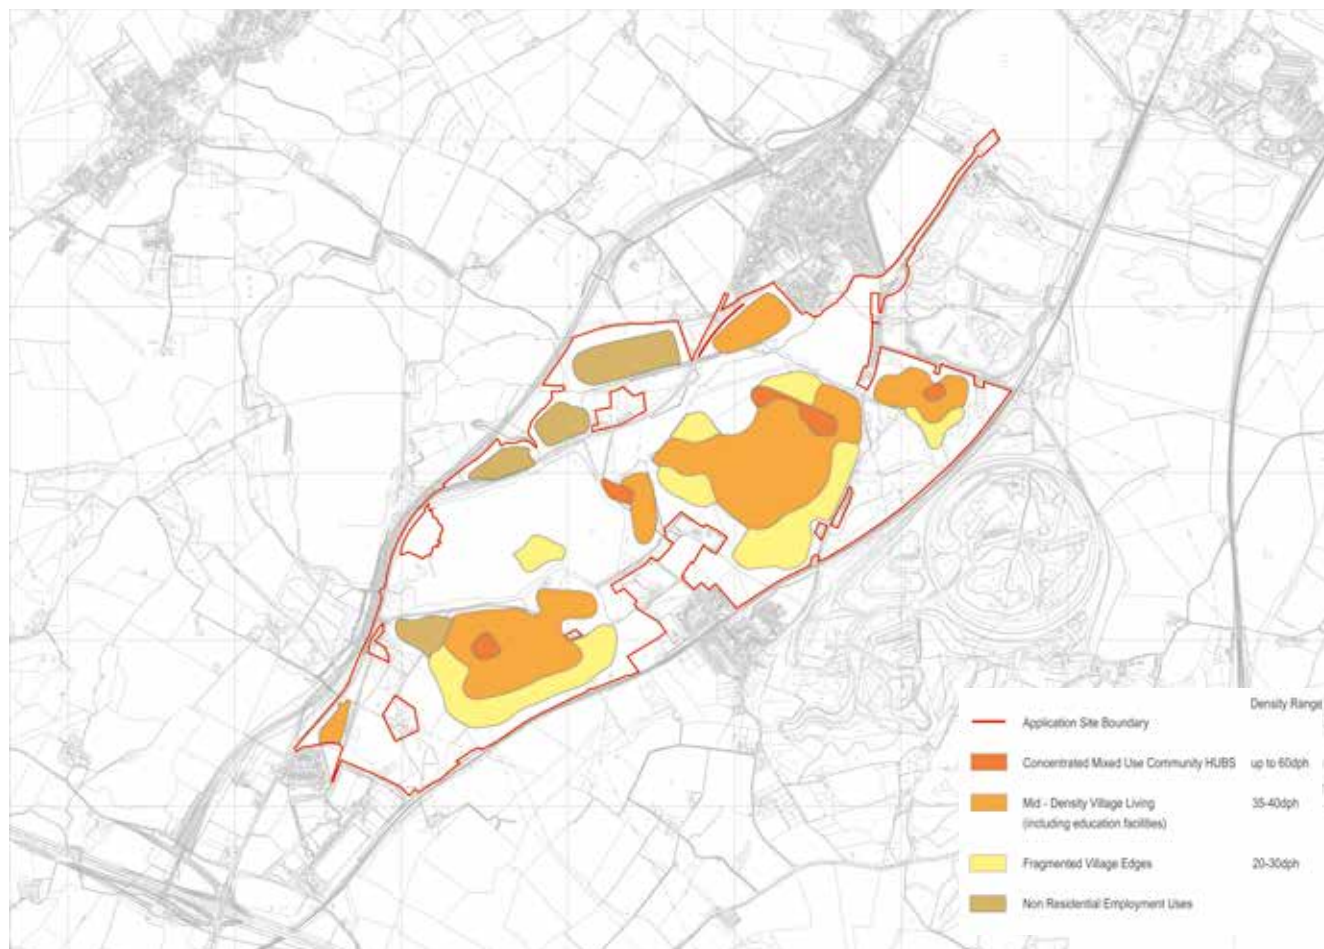 Density Range
Application Site Boundary
Concentrated Mixed Use Community HUBS up to 60dph
Mid - Density Village Living 35-40dph
(including education facilities)
Fragmented Village Edges 20-30dph
Non Residential Employment Uses